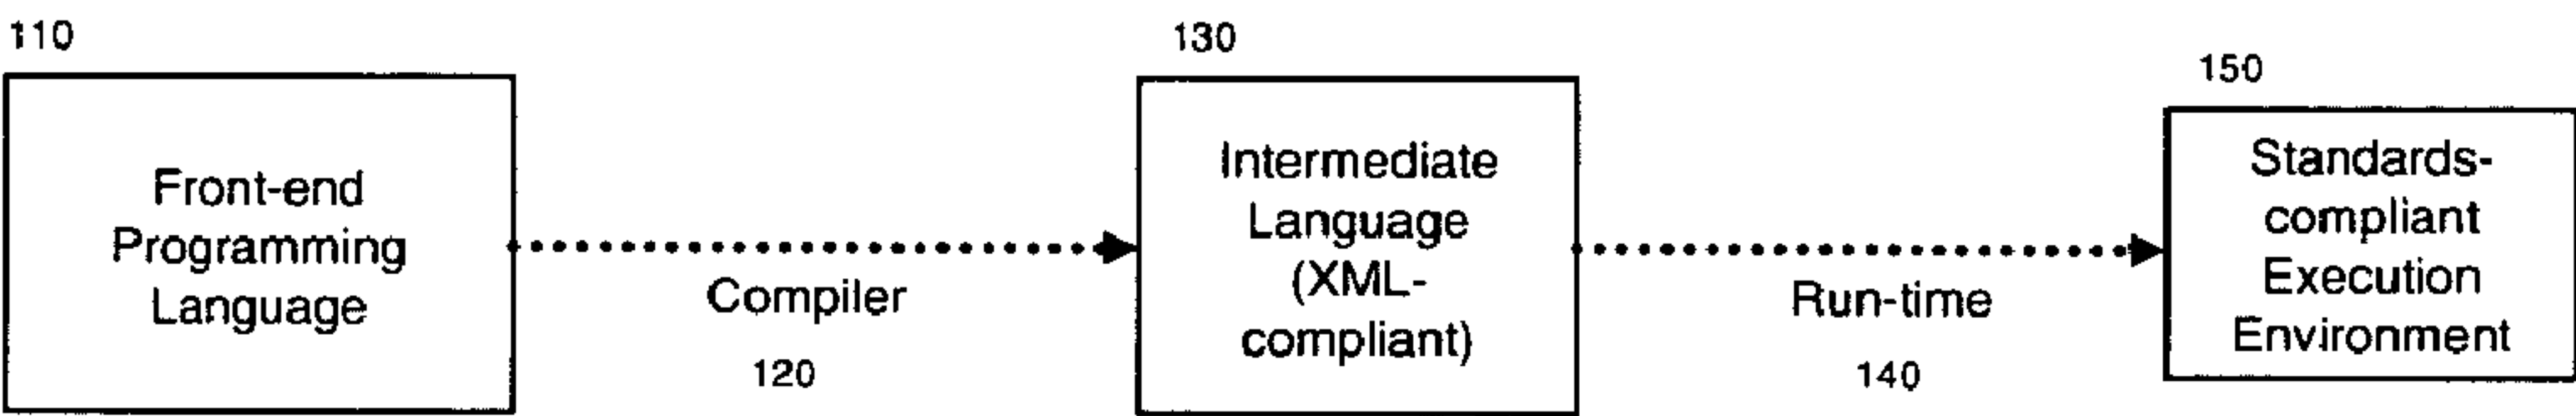 110
Front-end
Programming
Language
Compiler
120
130
Intermediate
Language
(XML-
compliant)
Run-time
140
150
Standards-
compliant
Execution
Environment